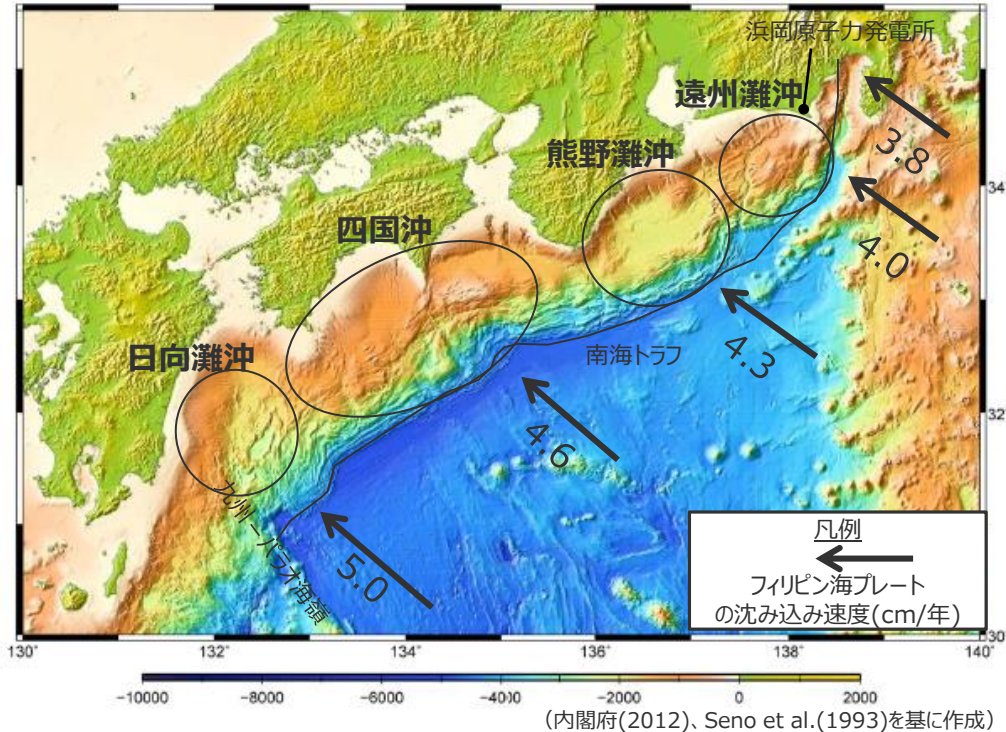 浜岡原子力発電所
遠州灘沖
熊野灘沖
四国沖
日向灘沖
3.8
4.0
4.3
4.6
5.0
南海トラフ
九州－パラオ海嶺
34
32
30
凡例
フィリピン海プレート
の沈み込み速度(cm/年)
130° 132° 134° 136° 138° 140°
-10000 -8000 -6000 -4000 -2000 0 2000
(内閣府(2012)、Seno et al.(1993)を基に作成)